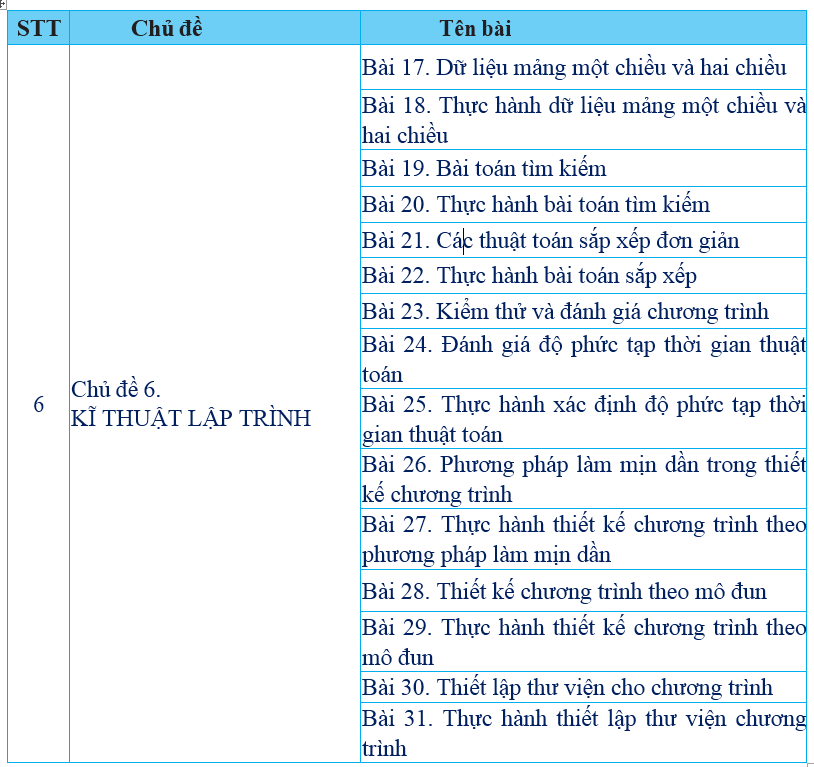 STT Chủ đề Tên bài
6
Chủ đề 6.
KĨ THUẬT LẬP TRÌNH
Bài 17. Dữ liệu mảng một chiều và hai chiều
Bài 18. Thực hành dữ liệu mảng một chiều và
hai chiều
Bài 19. Bài toán tìm kiếm
Bài 20. Thực hành bài toán tìm kiếm
Bài 21. Các thuật toán sắp xếp đơn giản
Bài 22. Thực hành bài toán sắp xếp
Bài 23. Kiểm thử và đánh giá chương trình
Bài 24. Đánh giá độ phức tạp thời gian thuật
toán
Bài 25. Thực hành xác định độ phức tạp thời
gian thuật toán
Bài 26. Phương pháp làm mịn dần trong thiết
kế chương trình
Bài 27. Thực hành thiết kế chương trình theo
phương pháp làm mịn dần
Bài 28. Thiết kế chương trình theo mô đun
Bài 29. Thực hành thiết kế chương trình theo
mô đun
Bài 30. Thiết lập thư viện cho chương trình
Bài 31. Thực hành thiết lập thư viện chương
trình